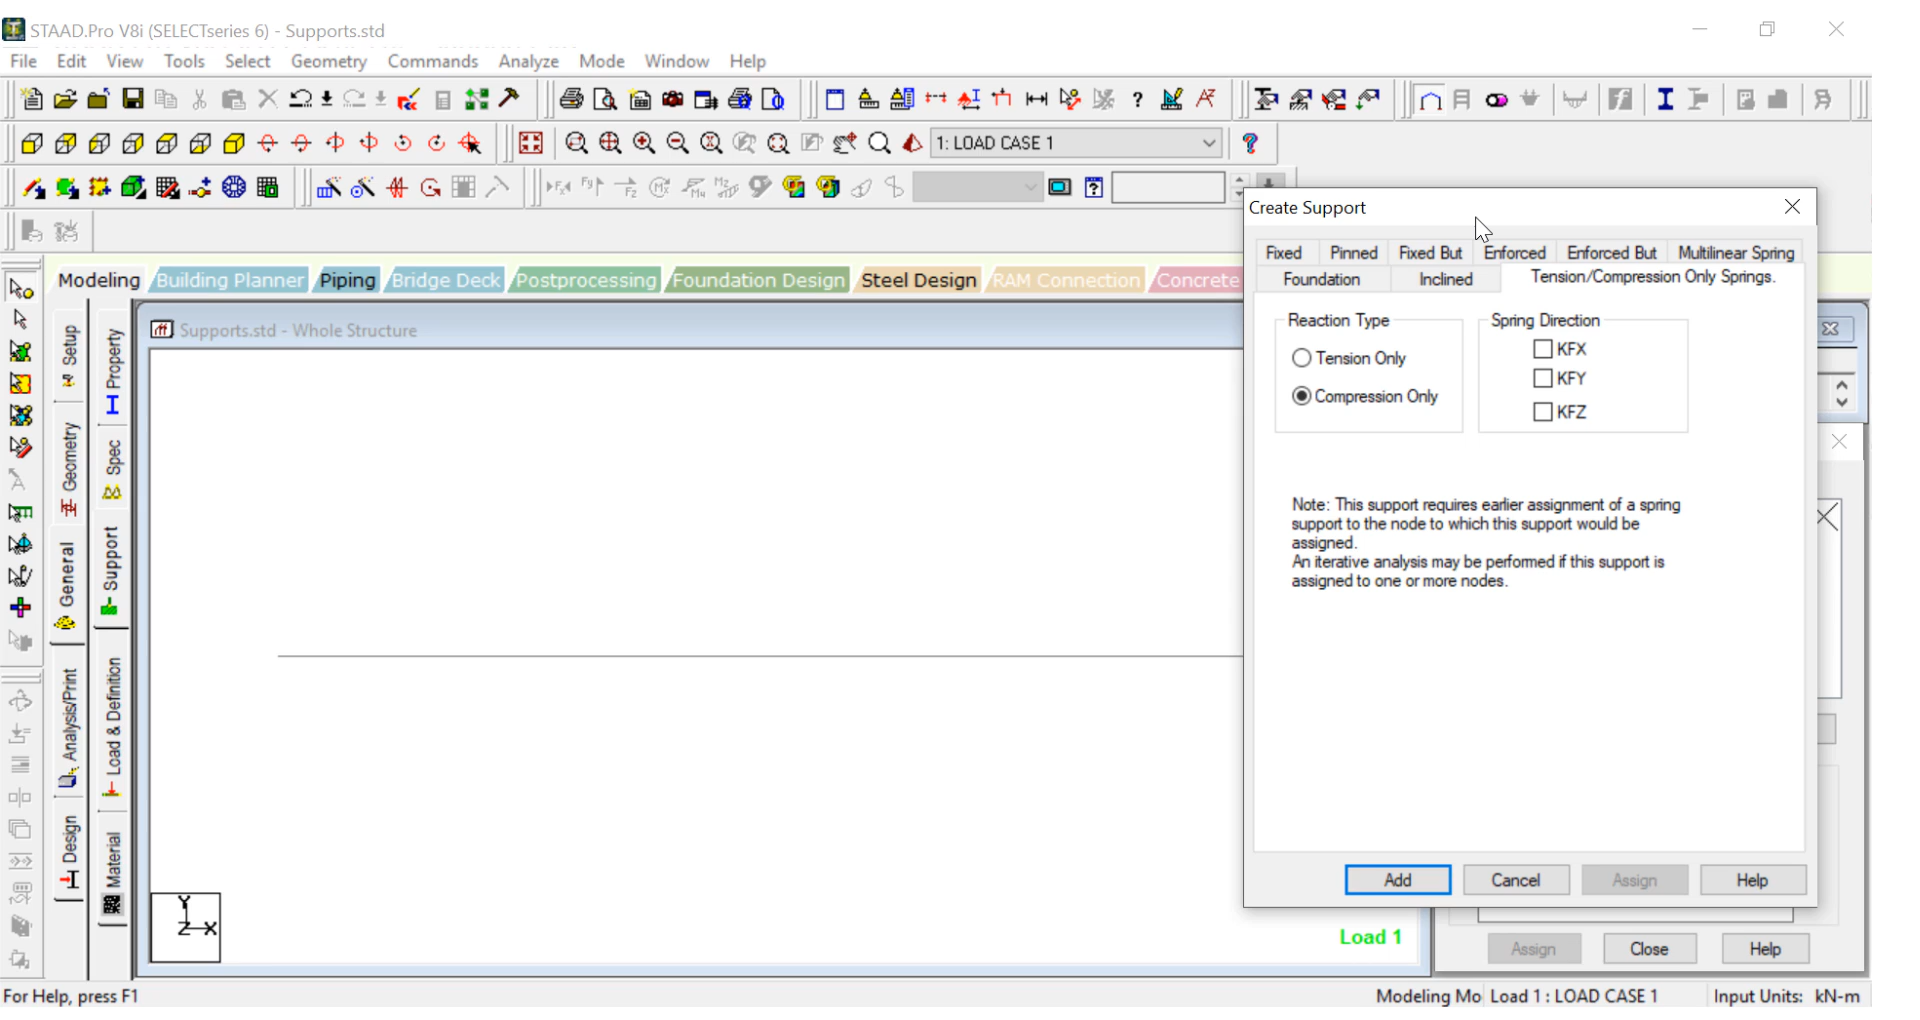 STAAD.Pro V8i (SELECTseries 6) - Supports.std
File Edit View Tools Select Geometry Commands Analyze Mode Window Help
1: LOAD CASE 1
Create Support
Fixed Pinned Fixed But Enforced Enforced But Multilinear Spring
Foundation Inclined Tension/Compression Only Springs.
Modeling Building Planner Piping Bridge Deck Postprocessing Foundation Design Steel Design RAM Connection Concrete
Supports.std - Whole Structure
Setup
Geometry
General
Analysis/Print
Design
Property
Spec
Support
Load & Definition
Material
Reaction Type
Tension Only
Compression Only
Spring Direction
KFX
KFY
KFZ
Note: This support requires earlier assignment of a spring
support to the node to which this support would be
assigned.
An iterative analysis may be performed if this support is
assigned to one or more nodes.
Add Cancel Assign Help
Y
Z X
Load 1
Assign Close Help
For Help, press F1
Modeling Mo Load 1 : LOAD CASE 1 Input Units: kN-m